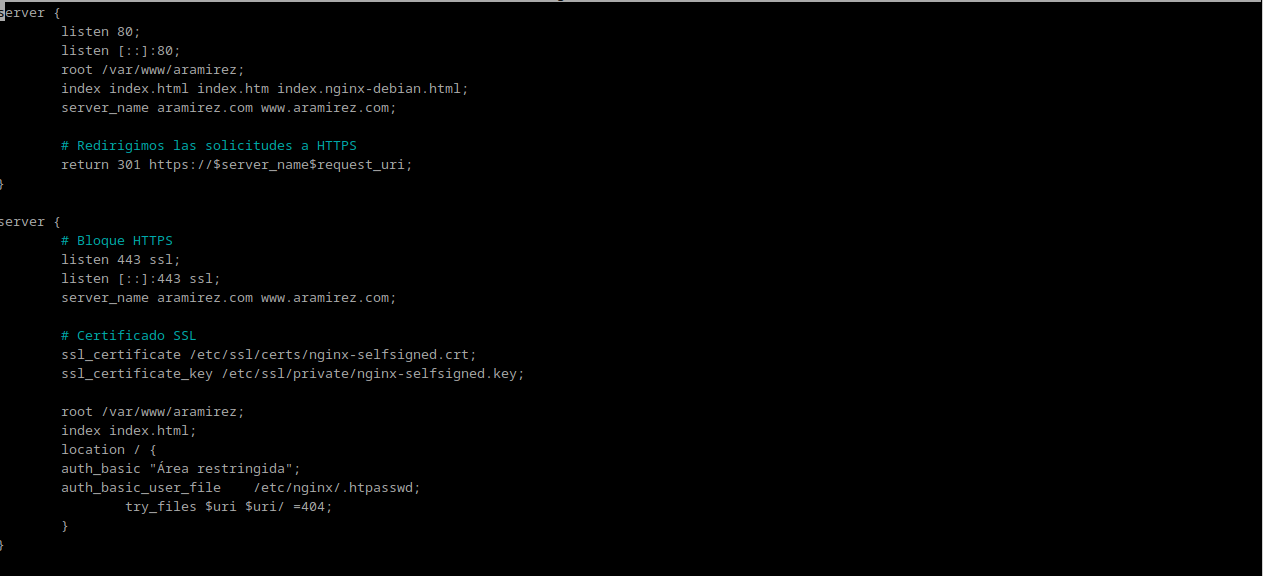 server {
        listen 80;
        listen [::]:80;
        root /var/www/aramirez;
        index index.html index.htm index.nginx-debian.html;
        server_name aramirez.com www.aramirez.com;

        # Redirigimos las solicitudes a HTTPS
        return 301 https://$server_name$request_uri;
}

server {
        # Bloque HTTPS
        listen 443 ssl;
        listen [::]:443 ssl;
        server_name aramirez.com www.aramirez.com;

        # Certificado SSL
        ssl_certificate /etc/ssl/certs/nginx-selfsigned.crt;
        ssl_certificate_key /etc/ssl/private/nginx-selfsigned.key;

        root /var/www/aramirez;
        index index.html;
        location / {
        auth_basic "Área restringida";
        auth_basic_user_file    /etc/nginx/.htpasswd;
                try_files $uri $uri/ =404;
        }
}